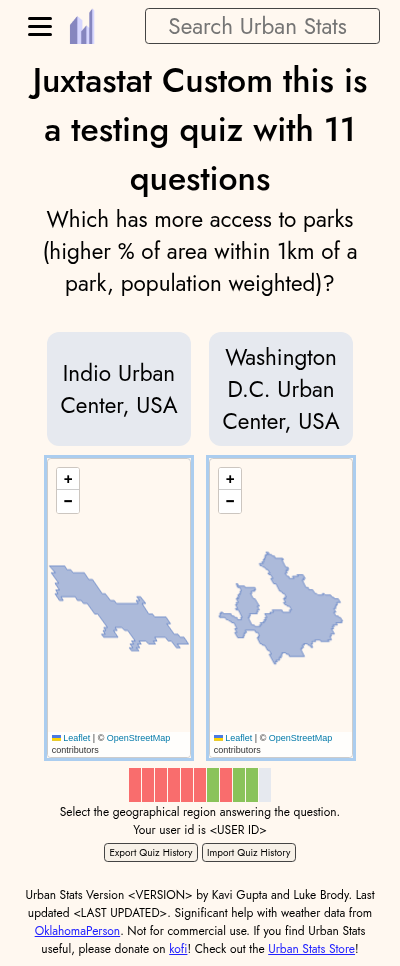 Search Urban Stats
Juxtastat Custom this is
a testing quiz with 11
questions
Which has more access to parks
(higher % of area within 1km of a
park, population weighted)?
Indio Urban
Center, USA
Washington
D.C. Urban
Center, USA
+
−
Leaflet | © OpenStreetMap
contributors
+
−
Leaflet | © OpenStreetMap
contributors
Select the geographical region answering the question.
Your user id is <USER ID>
Export Quiz History
Import Quiz History
Urban Stats Version <VERSION> by Kavi Gupta and Luke Brody. Last
updated <LAST UPDATED>. Significant help with weather data from
OklahomaPerson. Not for commercial use. If you find Urban Stats
useful, please donate on kofi! Check out the Urban Stats Store!